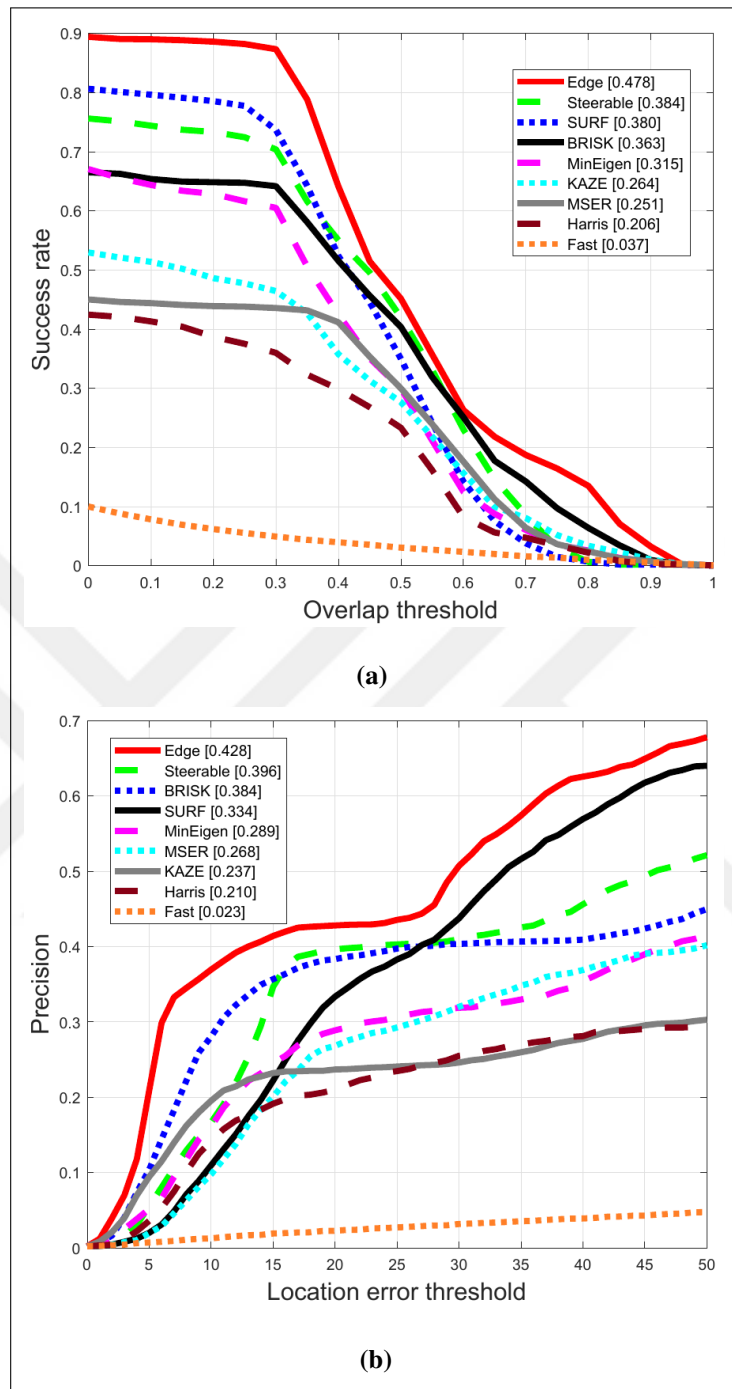 0.9
0.8
0.7
0.6
0.5
0.4
0.3
0.2
0.1
0
Success rate
Edge [0.478]
Steerable [0.384]
SURF [0.380]
BRISK [0.363]
MinEigen [0.315]
KAZE [0.264]
MSER [0.251]
Harris [0.206]
Fast [0.037]
0 0.1 0.2 0.3 0.4 0.5 0.6 0.7 0.8 0.9 1
Overlap threshold
(a)
0.7
0.6
0.5
0.4
0.3
0.2
0.1
0
Precision
Edge [0.428]
Steerable [0.396]
BRISK [0.384]
SURF [0.334]
MinEigen [0.289]
MSER [0.268]
KAZE [0.237]
Harris [0.210]
Fast [0.023]
0 5 10 15 20 25 30 35 40 45 50
Location error threshold
(b)